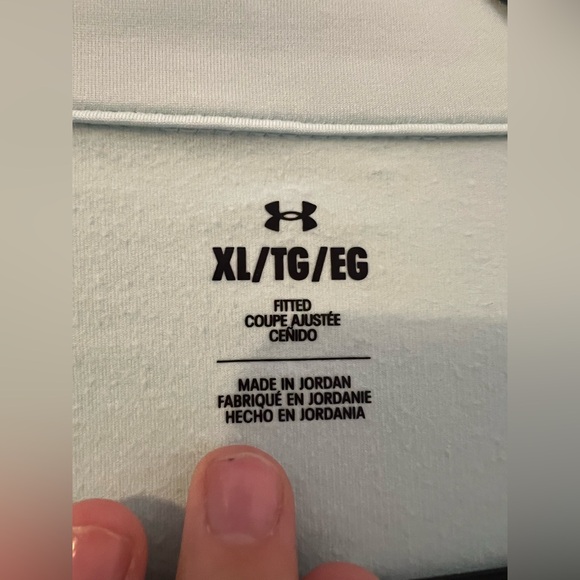 XL/TG/EG
FITTED
COUPE AJUSTÉE
CEÑIDO
MADE IN JORDAN
FABRIQUÉ EN JORDANIE
HECHO EN JORDANIA